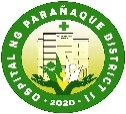 OSPITAL NG PARAÑAQUE DISTRICT II
· 2020 ·